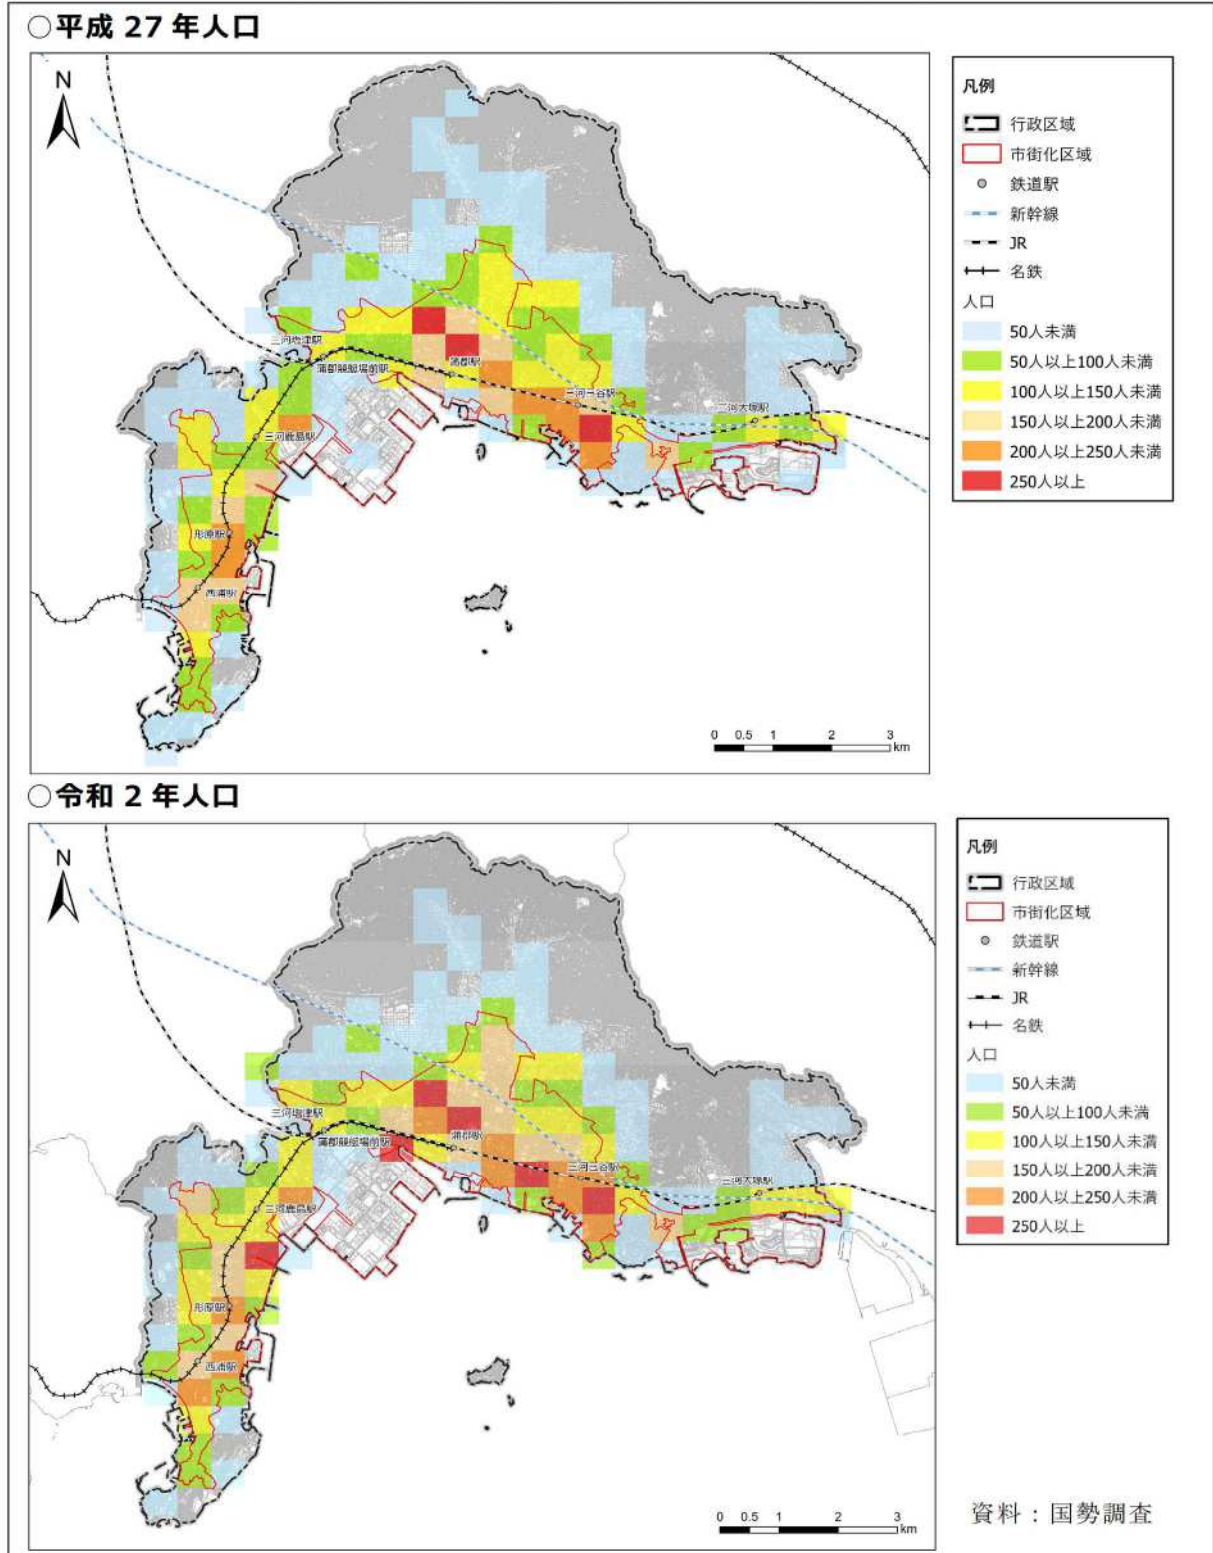 ○平成 27 年人口
N
凡例
行政区域
市街化区域
鉄道駅
新幹線
JR
名鉄
人口
50人未満
50人以上100人未満
100人以上150人未満
150人以上200人未満
200人以上250人未満
250人以上
三河塩津駅
蒲郡競艇場前駅
蒲郡駅
三河三谷駅
三河大塚駅
三河鹿島駅
形原駅
西浦駅
0 0.5 1 2 3
km
○令和 2 年人口
N
凡例
行政区域
市街化区域
鉄道駅
新幹線
JR
名鉄
人口
50人未満
50人以上100人未満
100人以上150人未満
150人以上200人未満
200人以上250人未満
250人以上
三河塩津駅
蒲郡競艇場前駅
蒲郡駅
三河三谷駅
三河大塚駅
三河鹿島駅
形原駅
西浦駅
0 0.5 1 2 3
km
資料：国勢調査